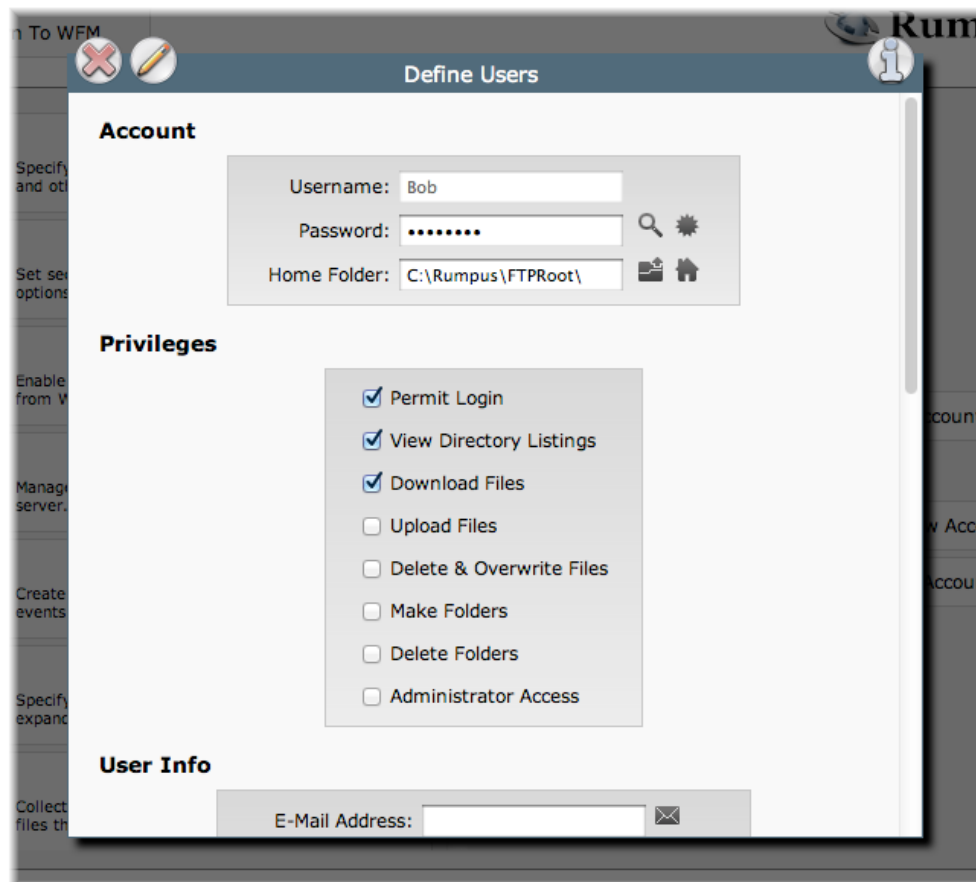 n To WFM
Rum
Define Users
Account
Specify
and oth
Username: Bob
Password: ••••••••
Home Folder: C:\Rumpus\FTPRoot\
Set sec
options
Privileges
Enable
from W
Permit Login
View Directory Listings
Download Files
Upload Files
Delete & Overwrite Files
Make Folders
Delete Folders
Administrator Access
ccoun
Manage
server.
w Acc
Accou
Create
events
Specify
expand
User Info
Collect
files th
E-Mail Address: